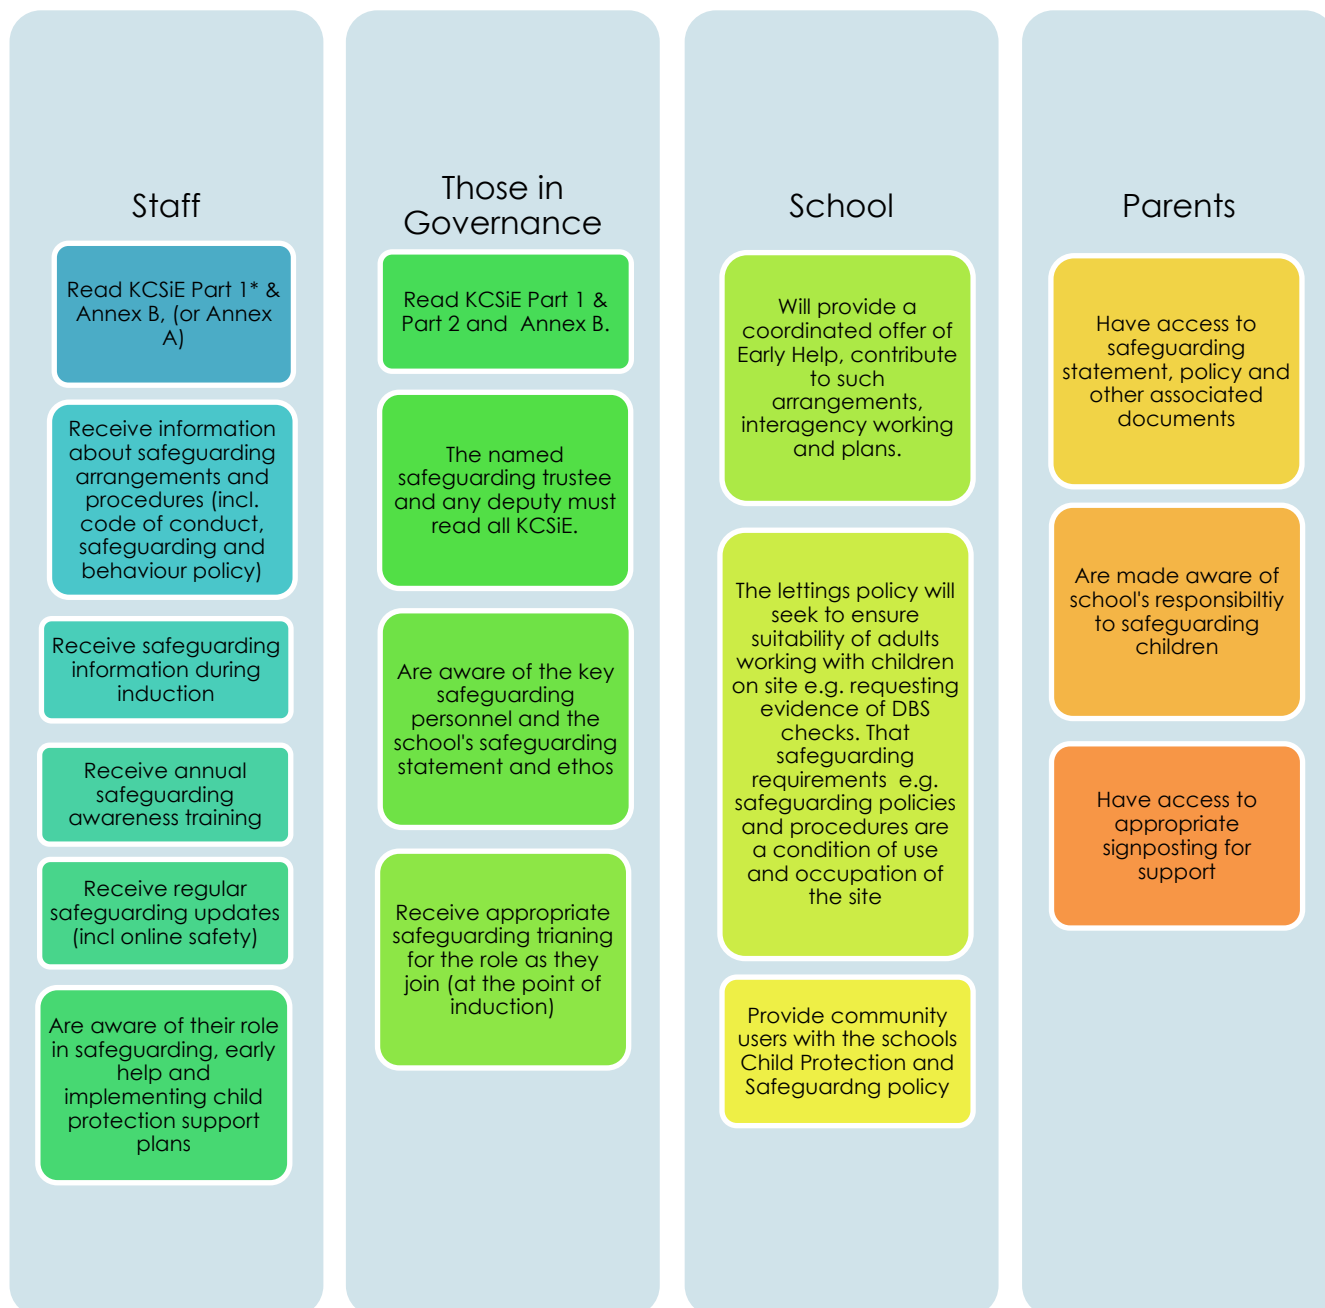 Staff
Read KCSiE Part 1* &
Annex B, (or Annex
A)
Receive information
about safeguarding
arrangements and
procedures (incl.
code of conduct,
safeguarding and
behaviour policy)
Receive safeguarding
information during
induction
Receive annual
safeguarding
awareness training
Receive regular
safeguarding updates
(incl online safety)
Are aware of their role
in safeguarding, early
help and
implementing child
protection support
plans
Those in
Governance
Read KCSiE Part 1 &
Part 2 and  Annex B.
The named
safeguarding trustee
and any deputy must
read all KCSiE.
Are aware of the key
safeguarding
personnel and the
school's safeguarding
statement and ethos
Receive appropriate
safeguarding trianing
for the role as they
join (at the point of
induction)
School
Will provide a
coordinated offer of
Early Help, contribute
to such
arrangements,
interagency working
and plans.
The lettings policy will
seek to ensure
suitability of adults
working with children
on site e.g. requesting
evidence of DBS
checks. That
safeguarding
requirements  e.g.
safeguarding policies
and procedures are
a condition of use
and occupation of
the site
Provide community
users with the schools
Child Protection and
Safeguardng policy
Parents
Have access to
safeguarding
statement, policy and
other associated
documents
Are made aware of
school's responsibiltiy
to safeguarding
children
Have access to
appropriate
signposting for
support